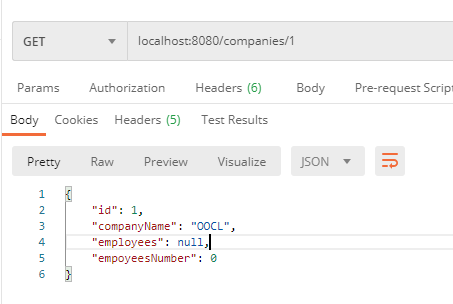 GET localhost:8080/companies/1
Params Authorization Headers (6) Body Pre-request Scrip
Body Cookies Headers (5) Test Results
Pretty Raw Preview Visualize JSON
1 {
2 "id": 1,
3 "companyName": "OOCL",
4 "employees": null,
5 "empoyeesNumber": 0
6 }